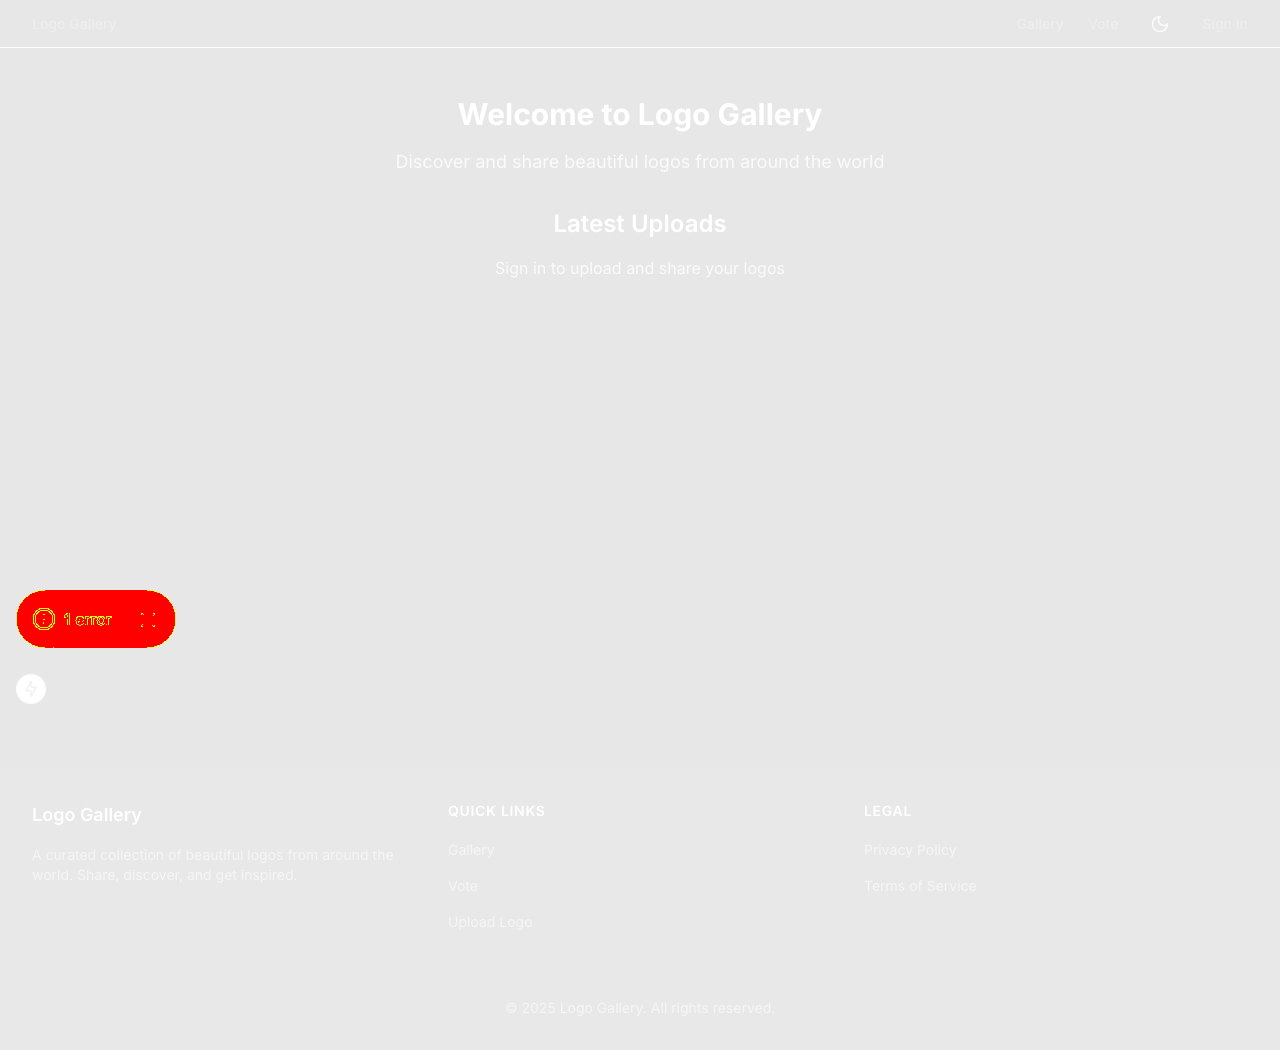 Logo Gallery
Gallery
Vote
Sign In
Welcome to Logo Gallery
Discover and share beautiful logos from around the world
Latest Uploads
Sign in to upload and share your logos
1 error
Logo Gallery
A curated collection of beautiful logos from around the
world. Share, discover, and get inspired.
QUICK LINKS
Gallery
Vote
Upload Logo
LEGAL
Privacy Policy
Terms of Service
© 2025 Logo Gallery. All rights reserved.